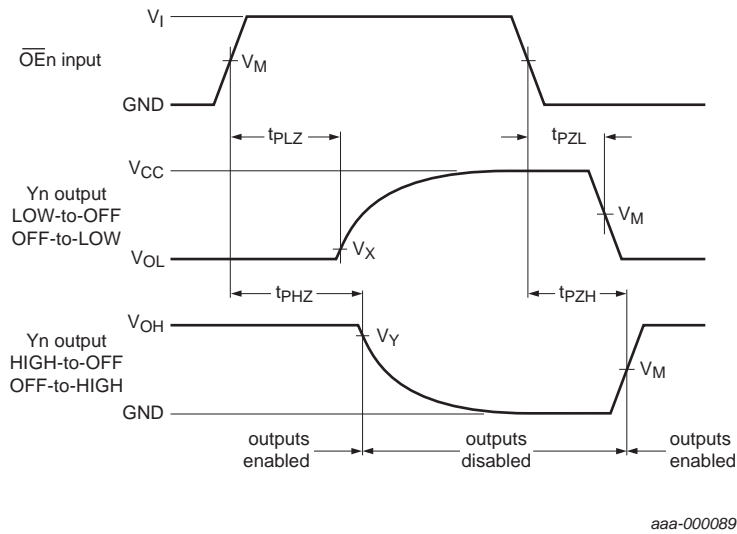 VI
OEn input
VM
GND
tPLZ
tPZL
VCC
Yn output
LOW-to-OFF
OFF-to-LOW
VM
VX
VOL
tPHZ
tPZH
VOH
Yn output
HIGH-to-OFF
OFF-to-HIGH
VY
VM
GND
outputs
enabled
outputs
disabled
outputs
enabled
aaa-000089